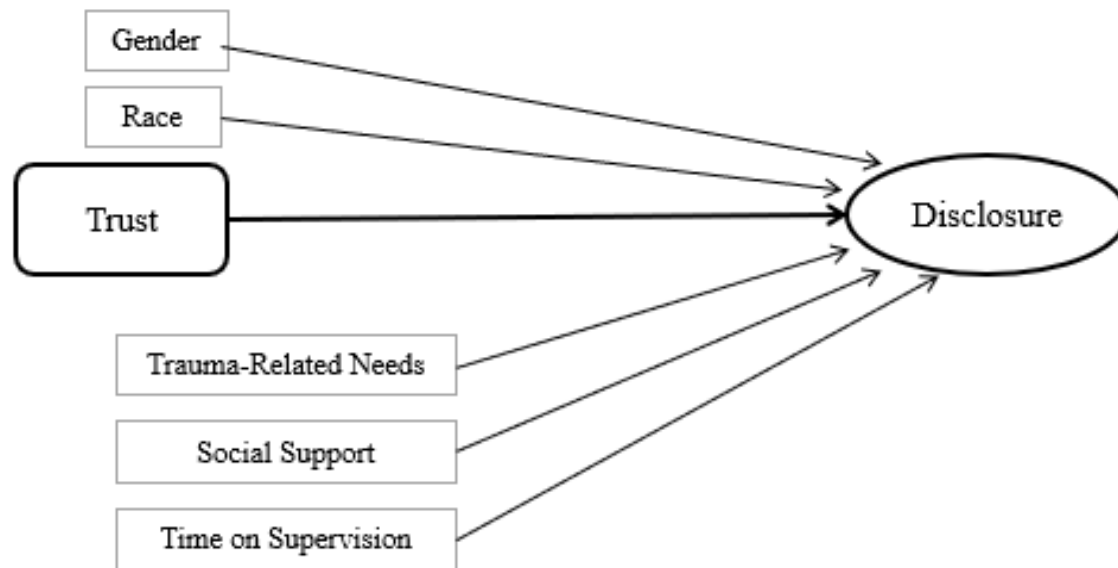 Gender
Race
Trust
Disclosure
Trauma-Related Needs
Social Support
Time on Supervision